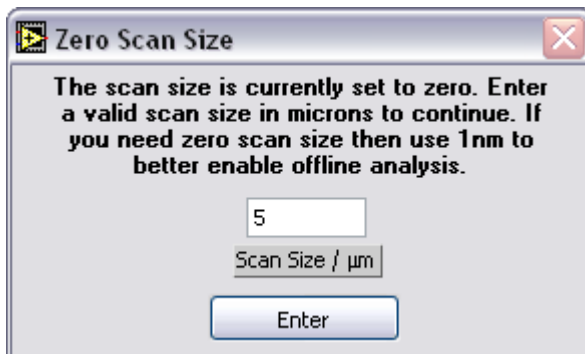 Zero Scan Size
The scan size is currently set to zero. Enter
a valid scan size in microns to continue. If
you need zero scan size then use 1nm to
better enable offline analysis.
5
Scan Size / µm
Enter